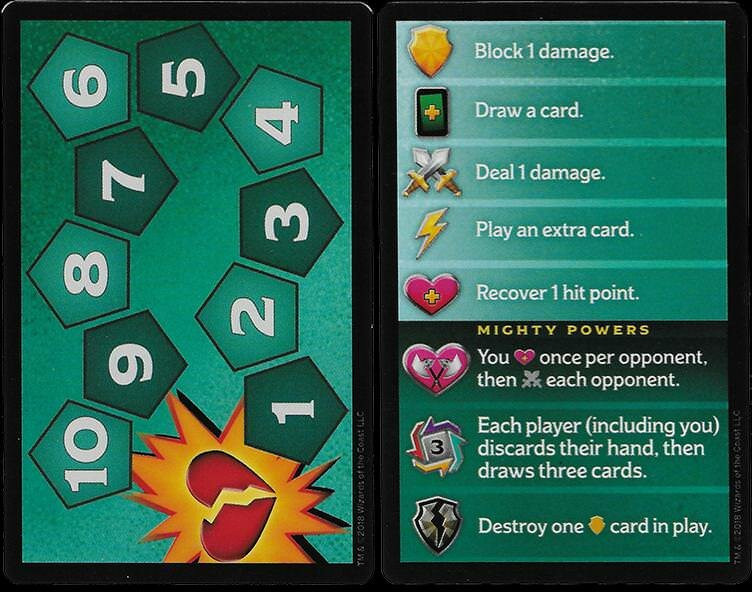 6
5
4
7
3
8
2
9
1
10
TM & ©2018 Wizards of the Coast LLC
Block 1 damage.
Draw a card.
Deal 1 damage.
Play an extra card.
Recover 1 hit point.
MIGHTY POWERS
You once per opponent,
then each opponent.
Each player (including you)
3 discards their hand, then
draws three cards.
Destroy one card in play.
TM & ©2018 Wizards of the Coast LLC